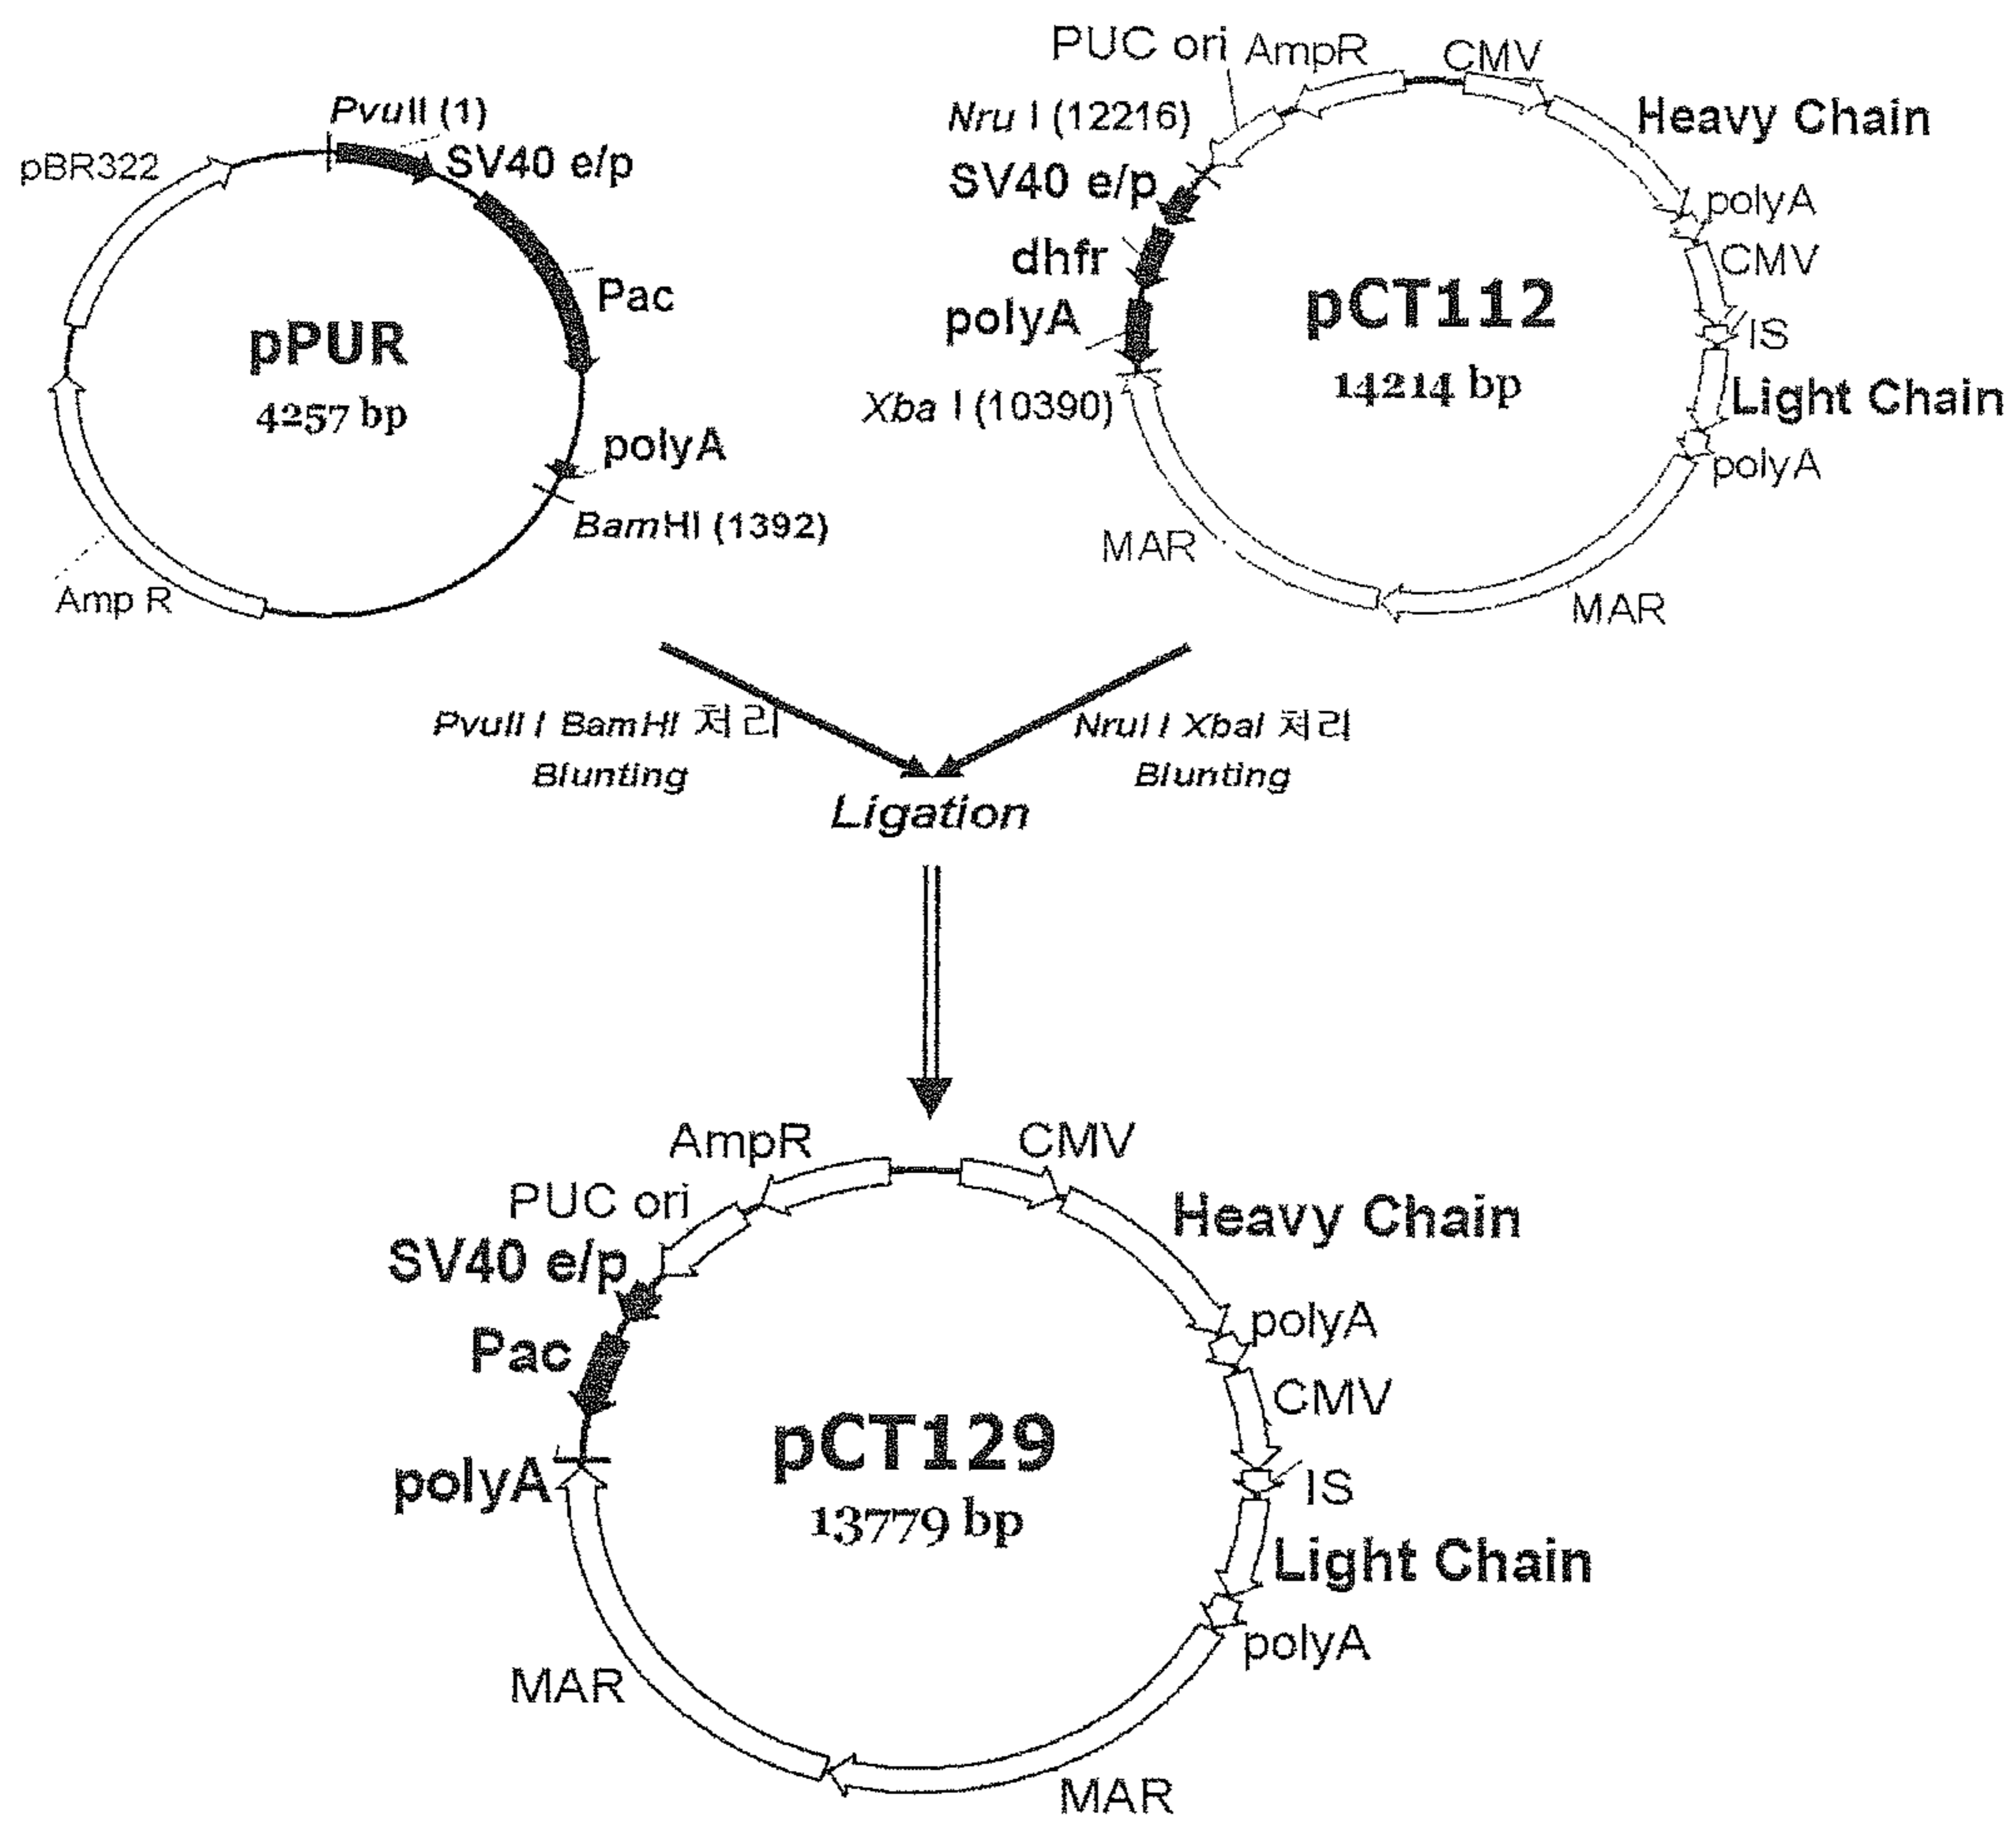 PvuII (1)
pBR322
SV40 e/p
Pac
pPUR
4257 bp
polyA
BamHI (1392)
Amp R
PUC ori
AmpR
CMV
Nru I (12216)
Heavy Chain
SV40 e/p
polyA
dhfr
CMV
pCT112
polyA
IS
14214 bp
Xba I (10390)
Light Chain
polyA
MAR
MAR
PvuII / BamHI 처리
Blunting
NruI / XbaI 처리
Blunting
Ligation
AmpR
CMV
PUC ori
Heavy Chain
SV40 e/p
polyA
Pac
CMV
pCT129
polyA
IS
13779 bp
Light Chain
polyA
MAR
MAR